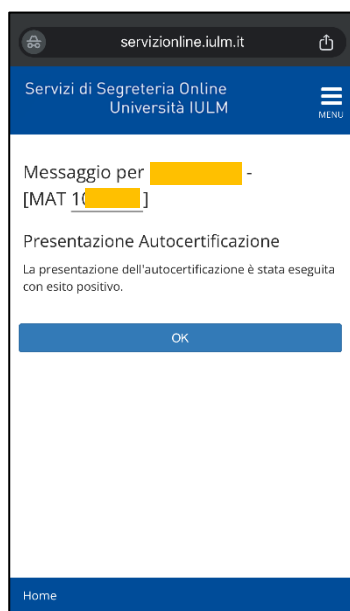 servizionline.iulm.it
Servizi di Segreteria Online
Università IULM
MENU
Messaggio per -
[MAT 1 ]
Presentazione Autocertificazione
La presentazione dell'autocertificazione è stata eseguita
con esito positivo.
OK
Home